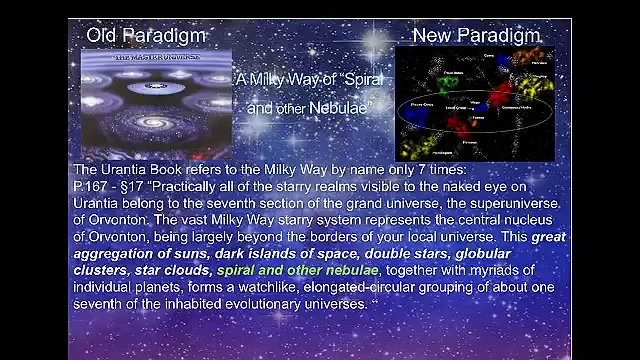 Old Paradigm
New Paradigm
THE MASTER UNIVERSE
A Milky Way of "Spiral
and other Nebulae"
Local Group
Virgo
The Urantia Book refers to the Milky Way by name only 7 times:
P.167 - §17 "Practically all of the starry realms visible to the naked eye on
Urantia belong to the seventh section of the grand universe, the superuniverse
of Orvonton. The vast Milky Way starry system represents the central nucleus
of Orvonton, being largely beyond the borders of your local universe. This great
aggregation of suns, dark islands of space, double stars, globular
clusters, star clouds, spiral and other nebulae, together with myriads of
individual planets, forms a watchlike, elongated-circular grouping of about one
seventh of the inhabited evolutionary universes. "